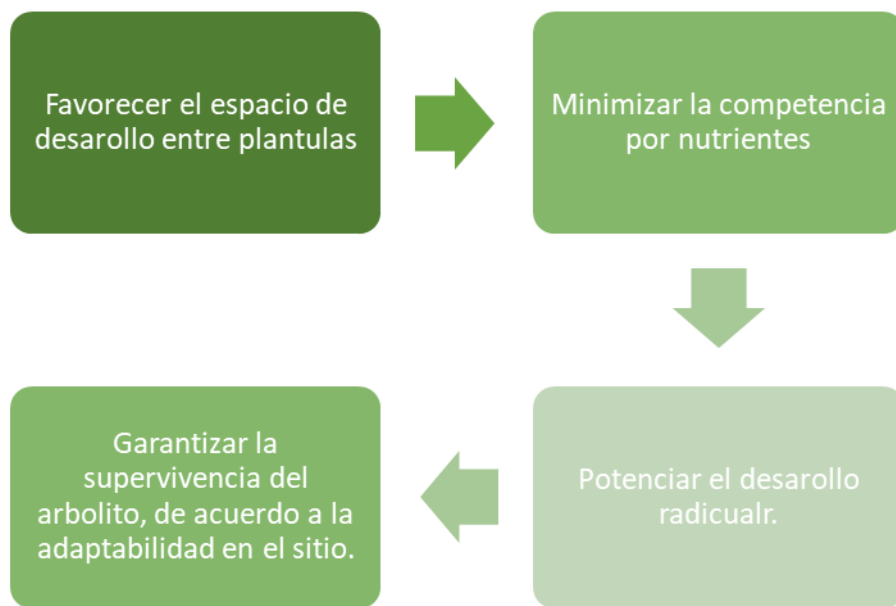 Favorecer el espacio de
desarollo entre plantulas
Minimizar la competencia
por nutrientes
Potenciar el desarollo
radicualr.
Garantizar la
supervivencia del
arbolito, de acuerdo a la
adaptabilidad en el sitio.